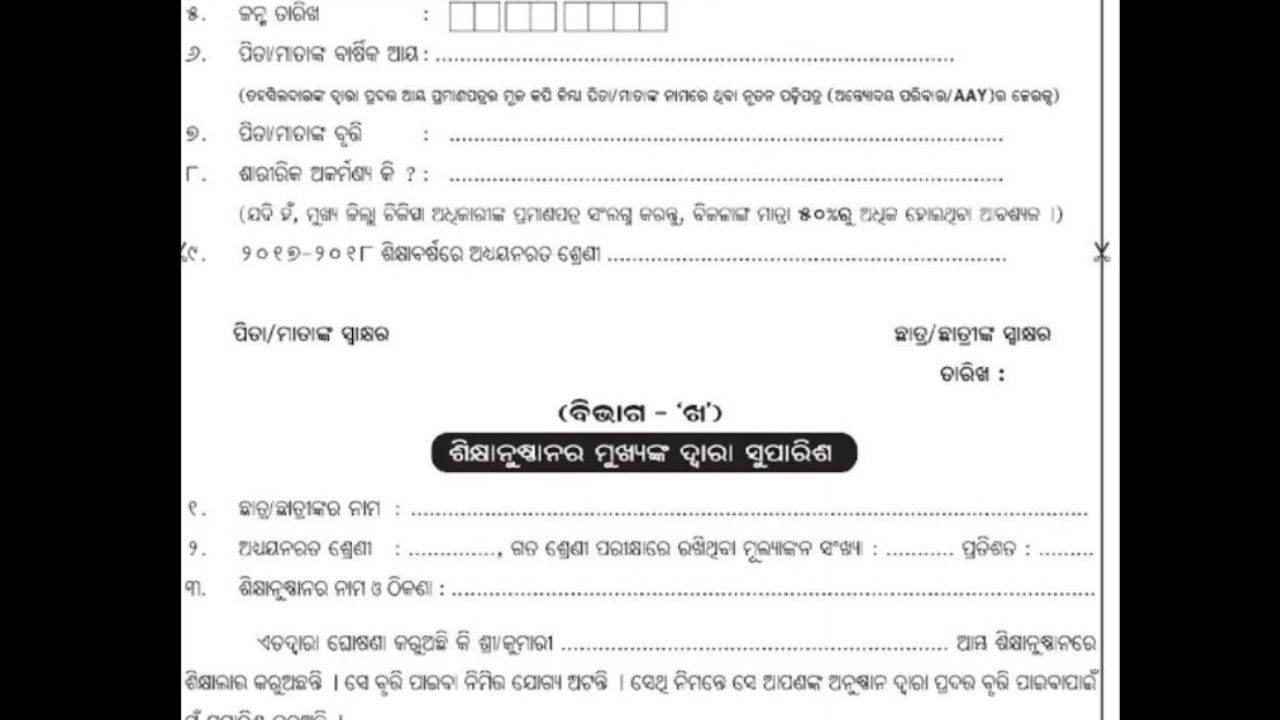 ୫. ଜନ୍ମ ତାରିଖ :
୬. ପିତା/ମାତାଙ୍କ ବାର୍ଷିକ ଆୟ : ................................................................................
(ତହସିଲଦାରଙ୍କ ଦ୍ୱାରା ପ୍ରଦତ୍ତ ଆୟ ପ୍ରମାଣପତ୍ରର ମୂଳ କପି କିମ୍ବା ପିତା/ମାତାଙ୍କ ନାମରେ ଥିବା ନୂତନ ପଢ଼ିପତ୍ର (ଅନ୍ତ୍ୟୋଦୟ ପରିବାର/AAY)ର ଜେରକ୍ସ)
୭. ପିତା/ମାତାଙ୍କ ବୃତ୍ତି : ................................................................................
୮. ଶାରୀରିକ ଅକର୍ମଣ୍ୟ କି ? : ................................................................................
(ଯଦି ହଁ, ମୁଖ୍ୟ ଜିଲ୍ଲା ଚିକିତ୍ସା ଅଧିକାରୀଙ୍କ ପ୍ରମାଣପତ୍ର ସଂଲଗ୍ନ କରନ୍ତୁ, ବିକଳାଙ୍ଗ ମାତ୍ରା ୫୦%ରୁ ଅଧିକ ହୋଇଥିବା ଆବଶ୍ୟକ ।)
୯. ୨୦୧୭-୨୦୧୮ ଶିକ୍ଷାବର୍ଷରେ ଅଧ୍ୟୟନରତ ଶ୍ରେଣୀ ..................................................................
ପିତା/ମାତାଙ୍କ ସ୍ୱାକ୍ଷର ଛାତ୍ର/ଛାତ୍ରୀଙ୍କ ସ୍ୱାକ୍ଷର
ତାରିଖ :
(ବିଭାଗ - ‘ଖ’)
ଶିକ୍ଷାନୁଷ୍ଠାନର ମୁଖ୍ୟଙ୍କ ଦ୍ୱାରା ସୁପାରିଶ
୧. ଛାତ୍ର/ଛାତ୍ରୀଙ୍କର ନାମ : ................................................................................
୨. ଅଧ୍ୟୟନରତ ଶ୍ରେଣୀ : .............., ଗତ ଶ୍ରେଣୀ ପରୀକ୍ଷାରେ ରଖିଥିବା ମୂଲ୍ୟାଙ୍କନ ସଂଖ୍ୟା : ........... ପ୍ରତିଶତ : .........
୩. ଶିକ୍ଷାନୁଷ୍ଠାନର ନାମ ଓ ଠିକଣା : ................................................................................
ଏତଦ୍ଦ୍ୱାରା ଘୋଷଣା କରୁଅଛି କି ଶ୍ରୀ/କୁମାରୀ ................................................................ ଆମ୍ଭ ଶିକ୍ଷାନୁଷ୍ଠାନରେ
ଶିକ୍ଷାଲାଭ କରୁଅଛନ୍ତି । ସେ ବୃତ୍ତି ପାଇବା ନିମିତ୍ତ ଯୋଗ୍ୟ ଅଟନ୍ତି । ସେଥି ନିମନ୍ତେ ସେ ଆପଣଙ୍କ ଅନୁଷ୍ଠାନ ଦ୍ୱାରା ପ୍ରଦତ୍ତ ବୃତ୍ତି ପାଇବାପାଇଁ